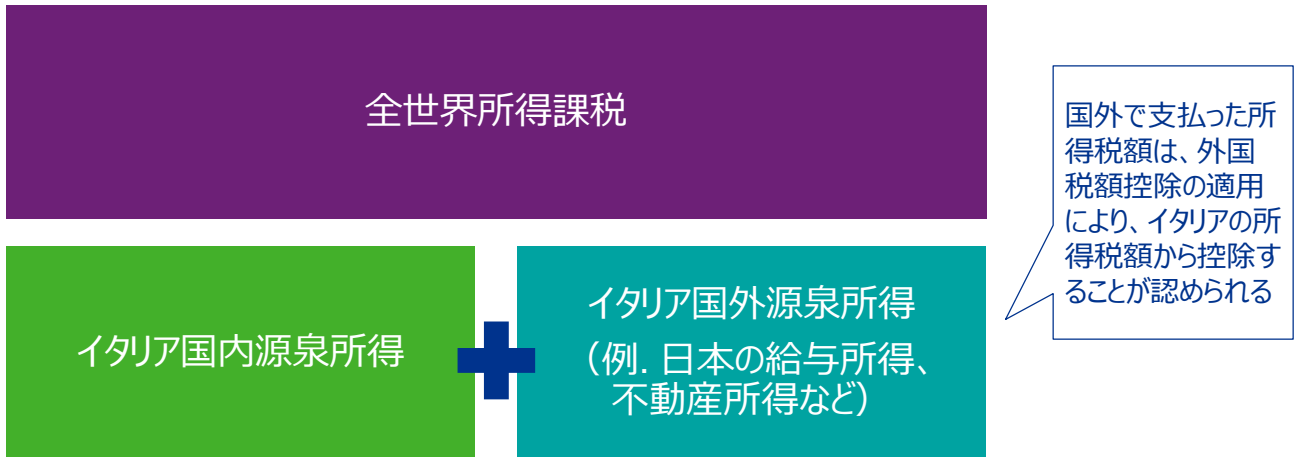 全世界所得課税
イタリア国内源泉所得
イタリア国外源泉所得
（例. 日本の給与所得、
不動産所得など）
国外で支払った所
得税額は、外国
税額控除の適用
により、イタリアの所
得税額から控除す
ることが認められる